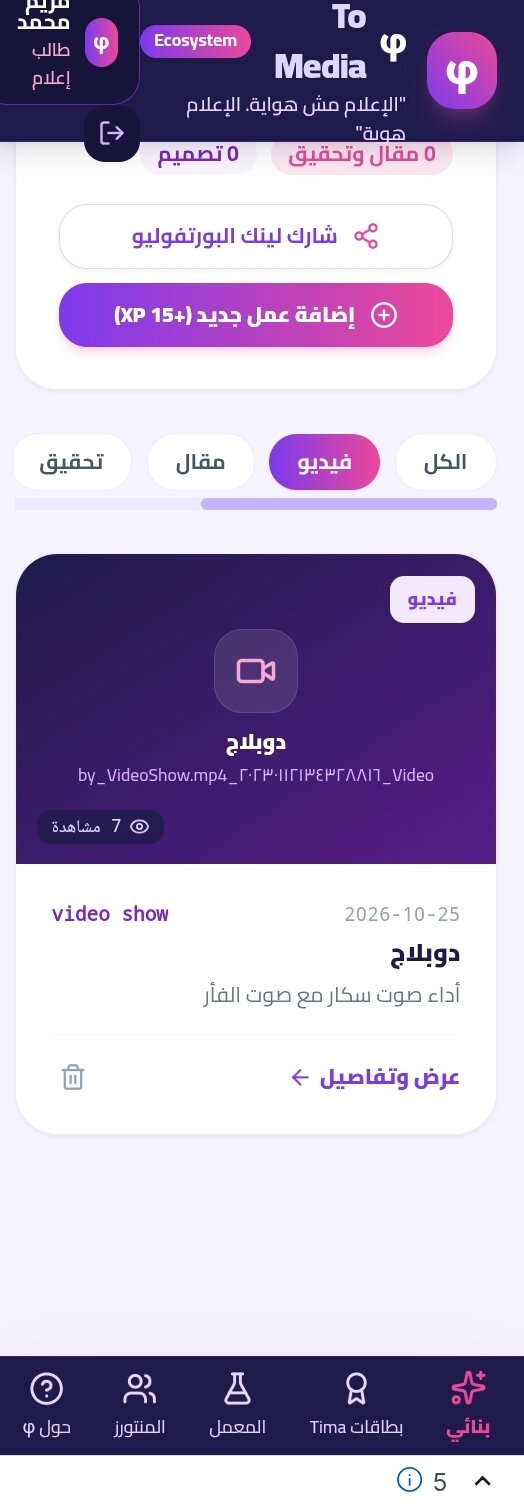 φ
φ To
Media
"الإعلام مش هواية. الإعلام
هوية"
Ecosystem
φ
مريم
محمد
طالب
إعلام
0 مقال وتحقيق
0 تصميم
شارك لينك البورتفوليو
إضافة عمل جديد (+15 XP)
الكل
فيديو
مقال
تحقيق
فيديو
دوبلاج
Video_٢٠٢٣٠١١٢١٣٤٣٢٨٨١٦_by_VideoShow.mp4
7 مشاهدة
2026-10-25
video show
دوبلاج
أداء صوت سكار مع صوت الفأر
عرض وتفاصيل
بنائي
بطاقات Tima
المعمل
المنتورز
حول φ
5